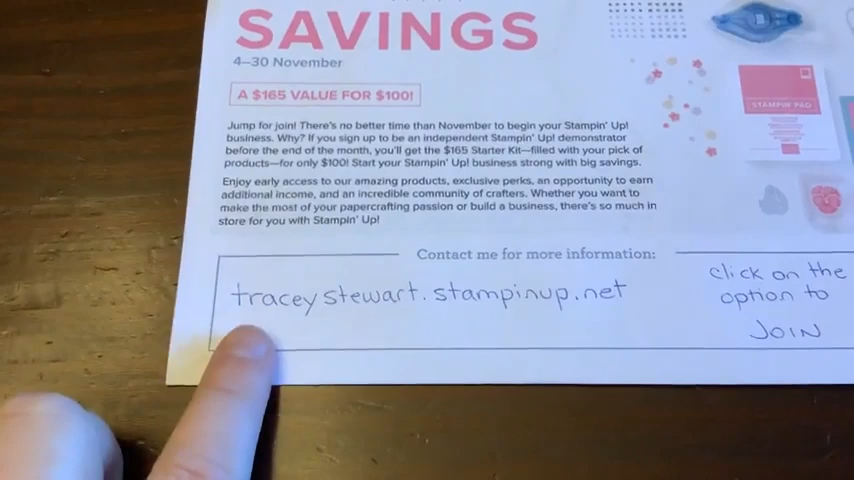 SAVINGS
4–30 November
A $165 VALUE FOR $100!
Jump for join! There's no better time than November to begin your Stampin' Up!
business. Why? If you sign up to be an independent Stampin' Up! demonstrator
before the end of the month, you'll get the $165 Starter Kit—filled with your pick of
products—for only $100! Start your Stampin' Up! business strong with big savings.
Enjoy early access to our amazing products, exclusive perks, an opportunity to earn
additional income, and an incredible community of crafters. Whether you want to
make the most of your papercrafting passion or build a business, there's so much in
store for you with Stampin' Up!
STAMPIN' PAD
Contact me for more information:
traceystewart.stampinup.net
click on the
option to
JOIN